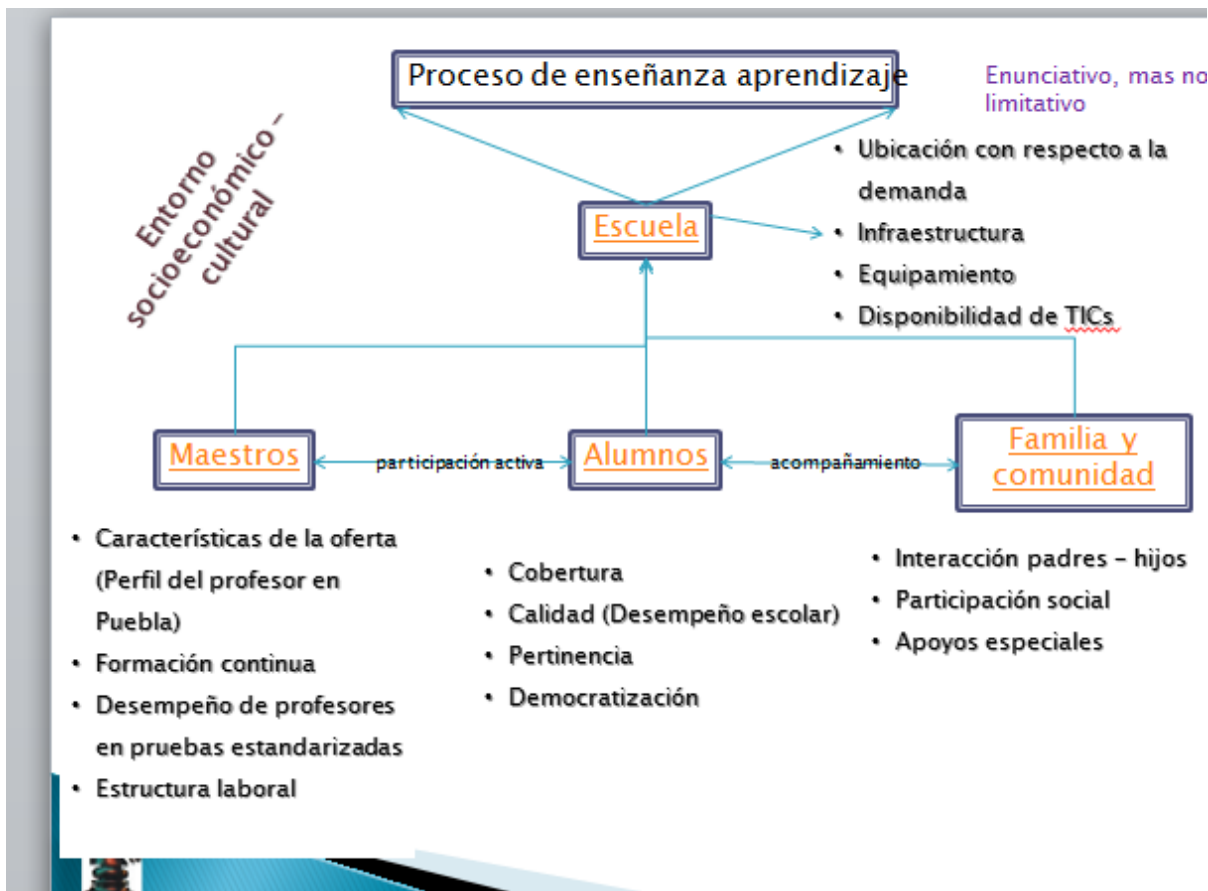 Proceso de enseñanza aprendizaje
Enunciativo, mas no
limitativo
Entorno
socioeconómico –
cultural
• Ubicación con respecto a la
demanda
• Infraestructura
• Equipamiento
• Disponibilidad de TICs
Escuela
Maestros
participación activa
Alumnos
acompañamiento
Familia y
comunidad
• Características de la oferta
(Perfil del profesor en
Puebla)
• Formación continua
• Desempeño de profesores
en pruebas estandarizadas
• Estructura laboral
• Cobertura
• Calidad (Desempeño escolar)
• Pertinencia
• Democratización
• Interacción padres – hijos
• Participación social
• Apoyos especiales